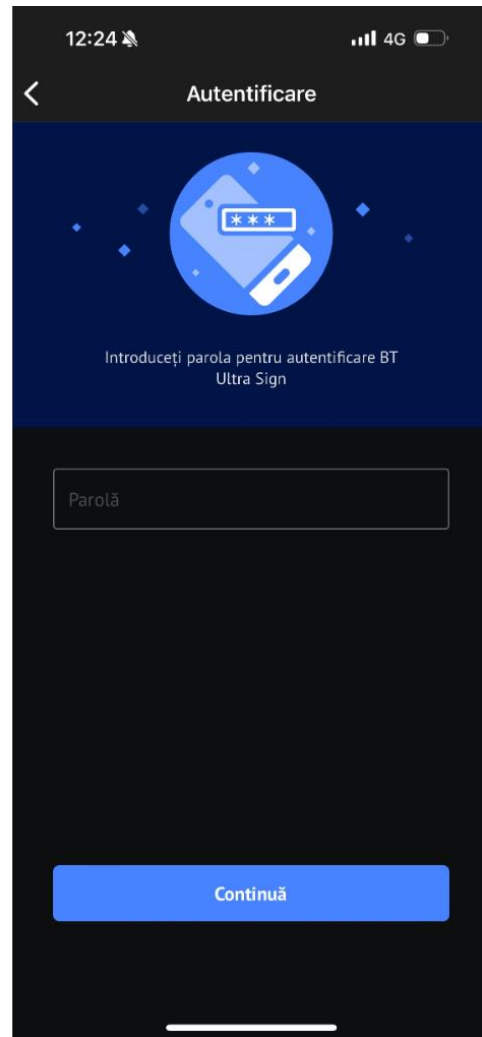 12:24 4G
Autentificare
***
Introduceți parola pentru autentificare BT
Ultra Sign
Parolă
Continuă